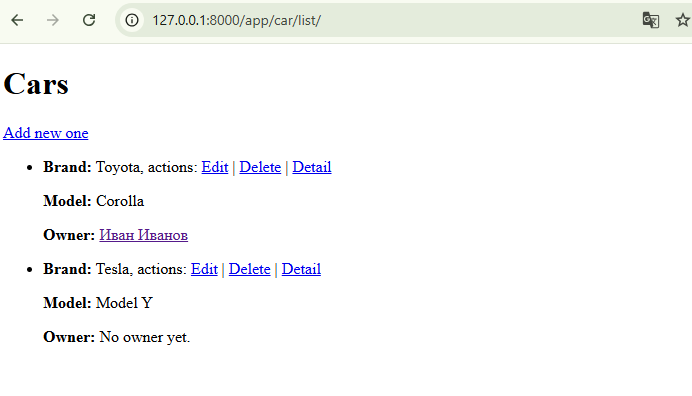 127.0.0.1:8000/app/car/list/
Cars
Add new one
Brand: Toyota, actions: Edit | Delete | Detail
Model: Corolla
Owner: Иван Иванов
Brand: Tesla, actions: Edit | Delete | Detail
Model: Model Y
Owner: No owner yet.